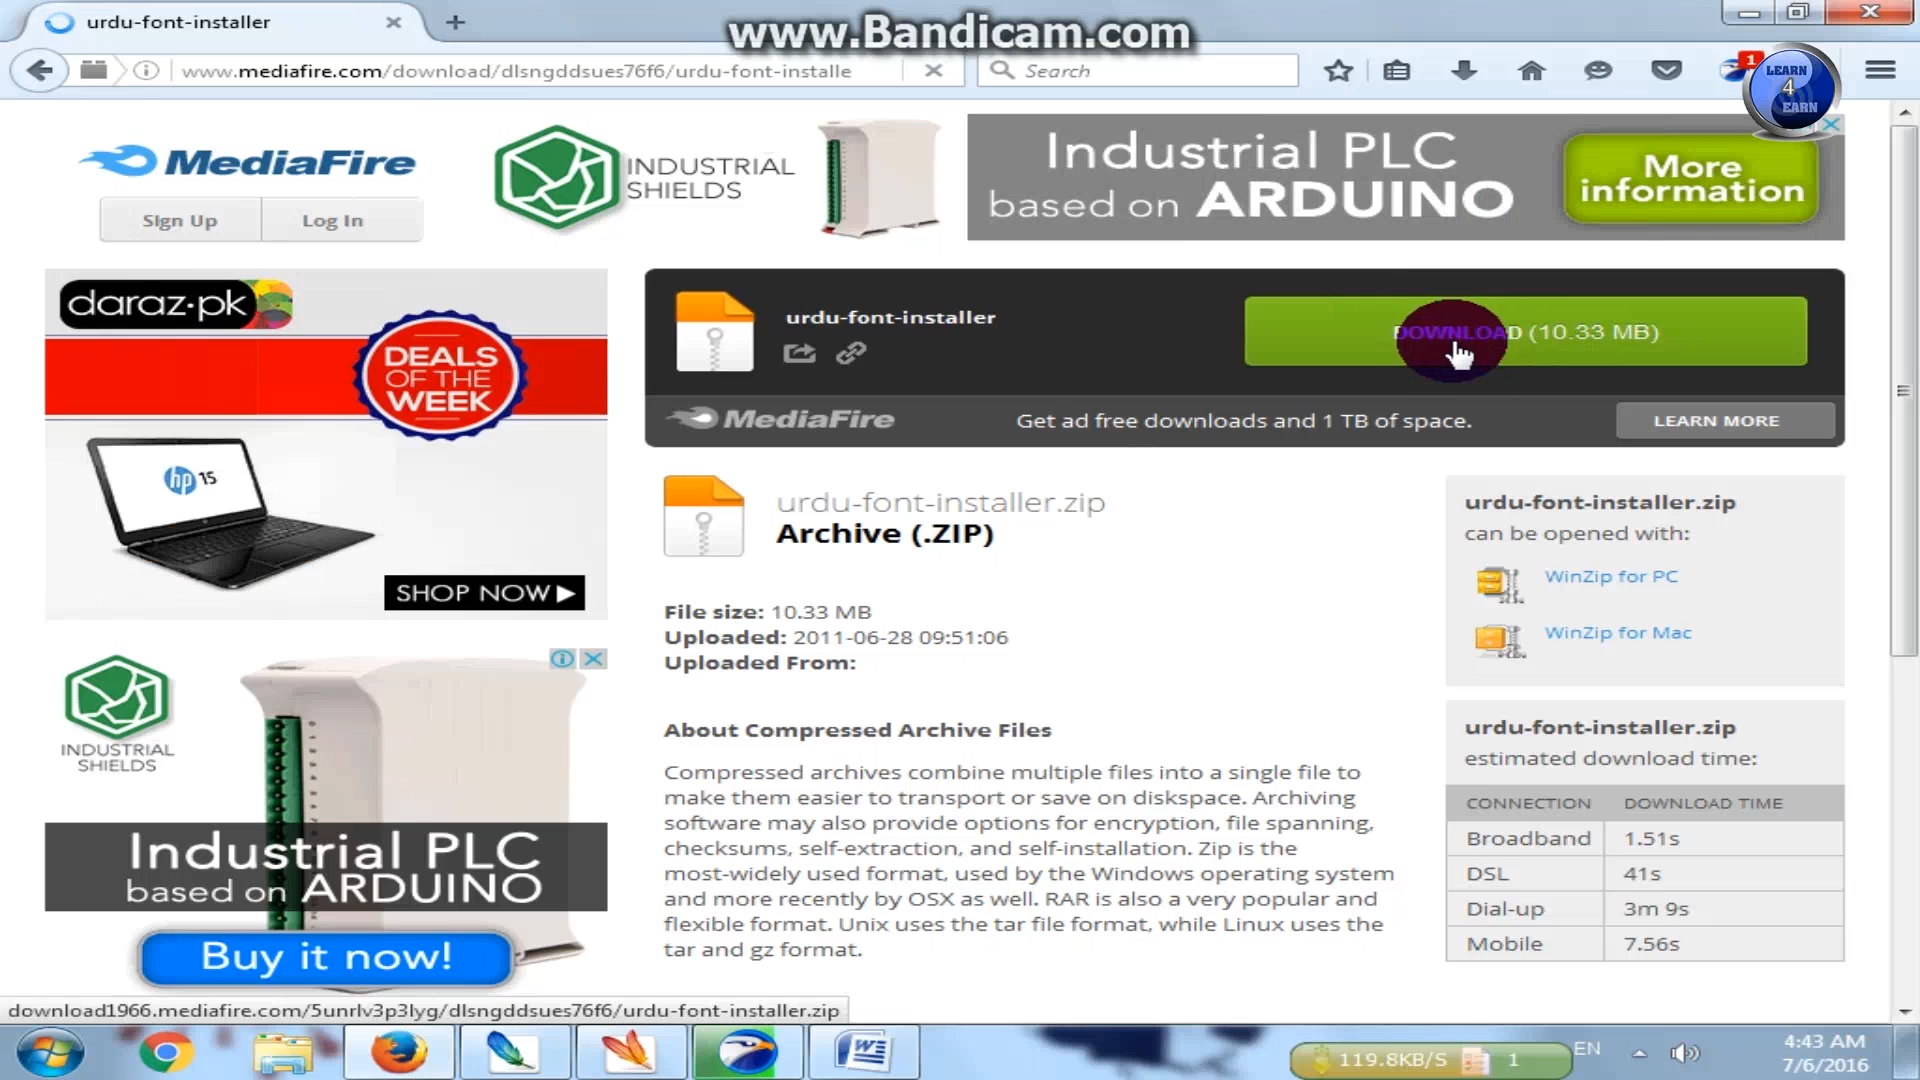 urdu-font-installer
www.Bandicam.com
www.mediafire.com/download/dlsngddsues76f6/urdu-font-installe
Search
1
LEARN
4
EARN
MediaFire
Sign Up
Log In
INDUSTRIAL
SHIELDS
Industrial PLC
based on ARDUINO
More
information
daraz.pk
DEALS
OF THE
WEEK
hp 15
SHOP NOW
urdu-font-installer
DOWNLOAD (10.33 MB)
MediaFire
Get ad free downloads and 1 TB of space.
LEARN MORE
urdu-font-installer.zip
Archive (.ZIP)
File size: 10.33 MB
Uploaded: 2011-06-28 09:51:06
Uploaded From:
About Compressed Archive Files
Compressed archives combine multiple files into a single file to
make them easier to transport or save on diskspace. Archiving
software may also provide options for encryption, file spanning,
checksums, self-extraction, and self-installation. Zip is the
most-widely used format, used by the Windows operating system
and more recently by OSX as well. RAR is also a very popular and
flexible format. Unix uses the tar file format, while Linux uses the
tar and gz format.
urdu-font-installer.zip
can be opened with:
WinZip for PC
WinZip for Mac
urdu-font-installer.zip
estimated download time:
CONNECTION DOWNLOAD TIME
Broadband 1.51s
DSL 41s
Dial-up 3m 9s
Mobile 7.56s
INDUSTRIAL
SHIELDS
Industrial PLC
based on ARDUINO
Buy it now!
download1966.mediafire.com/5unrlv3p3lyg/dlsngddsues76f6/urdu-font-installer.zip
119.8KB/S 1
EN
4:43 AM
7/6/2016